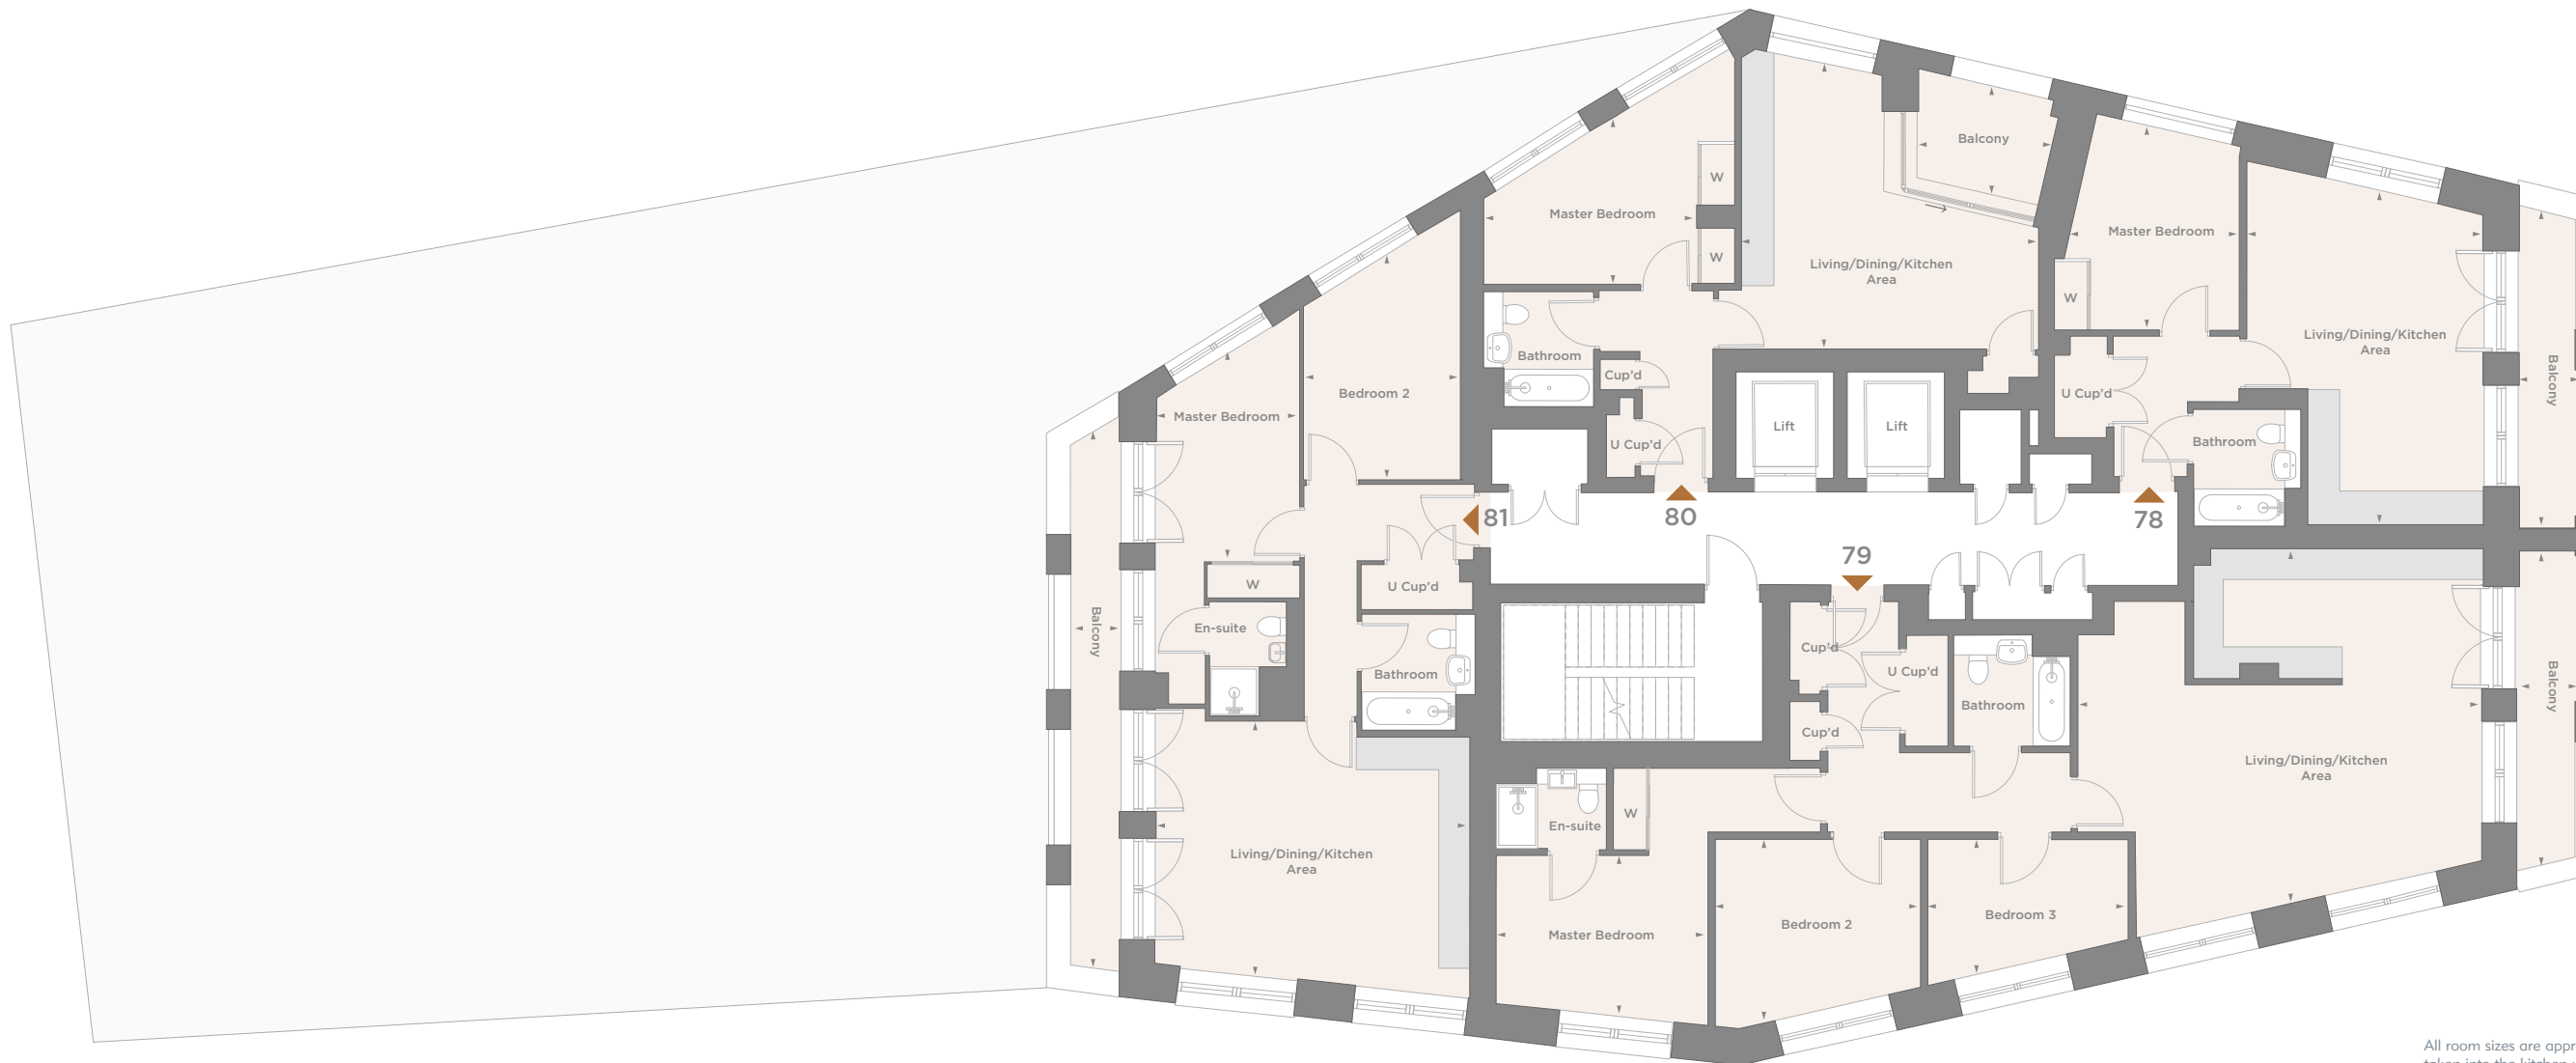 Balcony
W
Master Bedroom
Master Bedroom
W
Living/Dining/Kitchen
Area
W
Living/Dining/Kitchen
Area
Bathroom
Cup'd
Balcony
Bedroom 2
U Cup'd
Master Bedroom
Lift
Lift
Bathroom
U Cup'd
81
80
78
79
W
U Cup'd
En-suite
Balcony
Cup'd
U Cup'd
Bathroom
Balcony
Bathroom
Cup'd
Living/Dining/Kitchen
Area
W
En-suite
Living/Dining/Kitchen
Area
Bedroom 3
Bedroom 2
Master Bedroom
All room sizes are appr